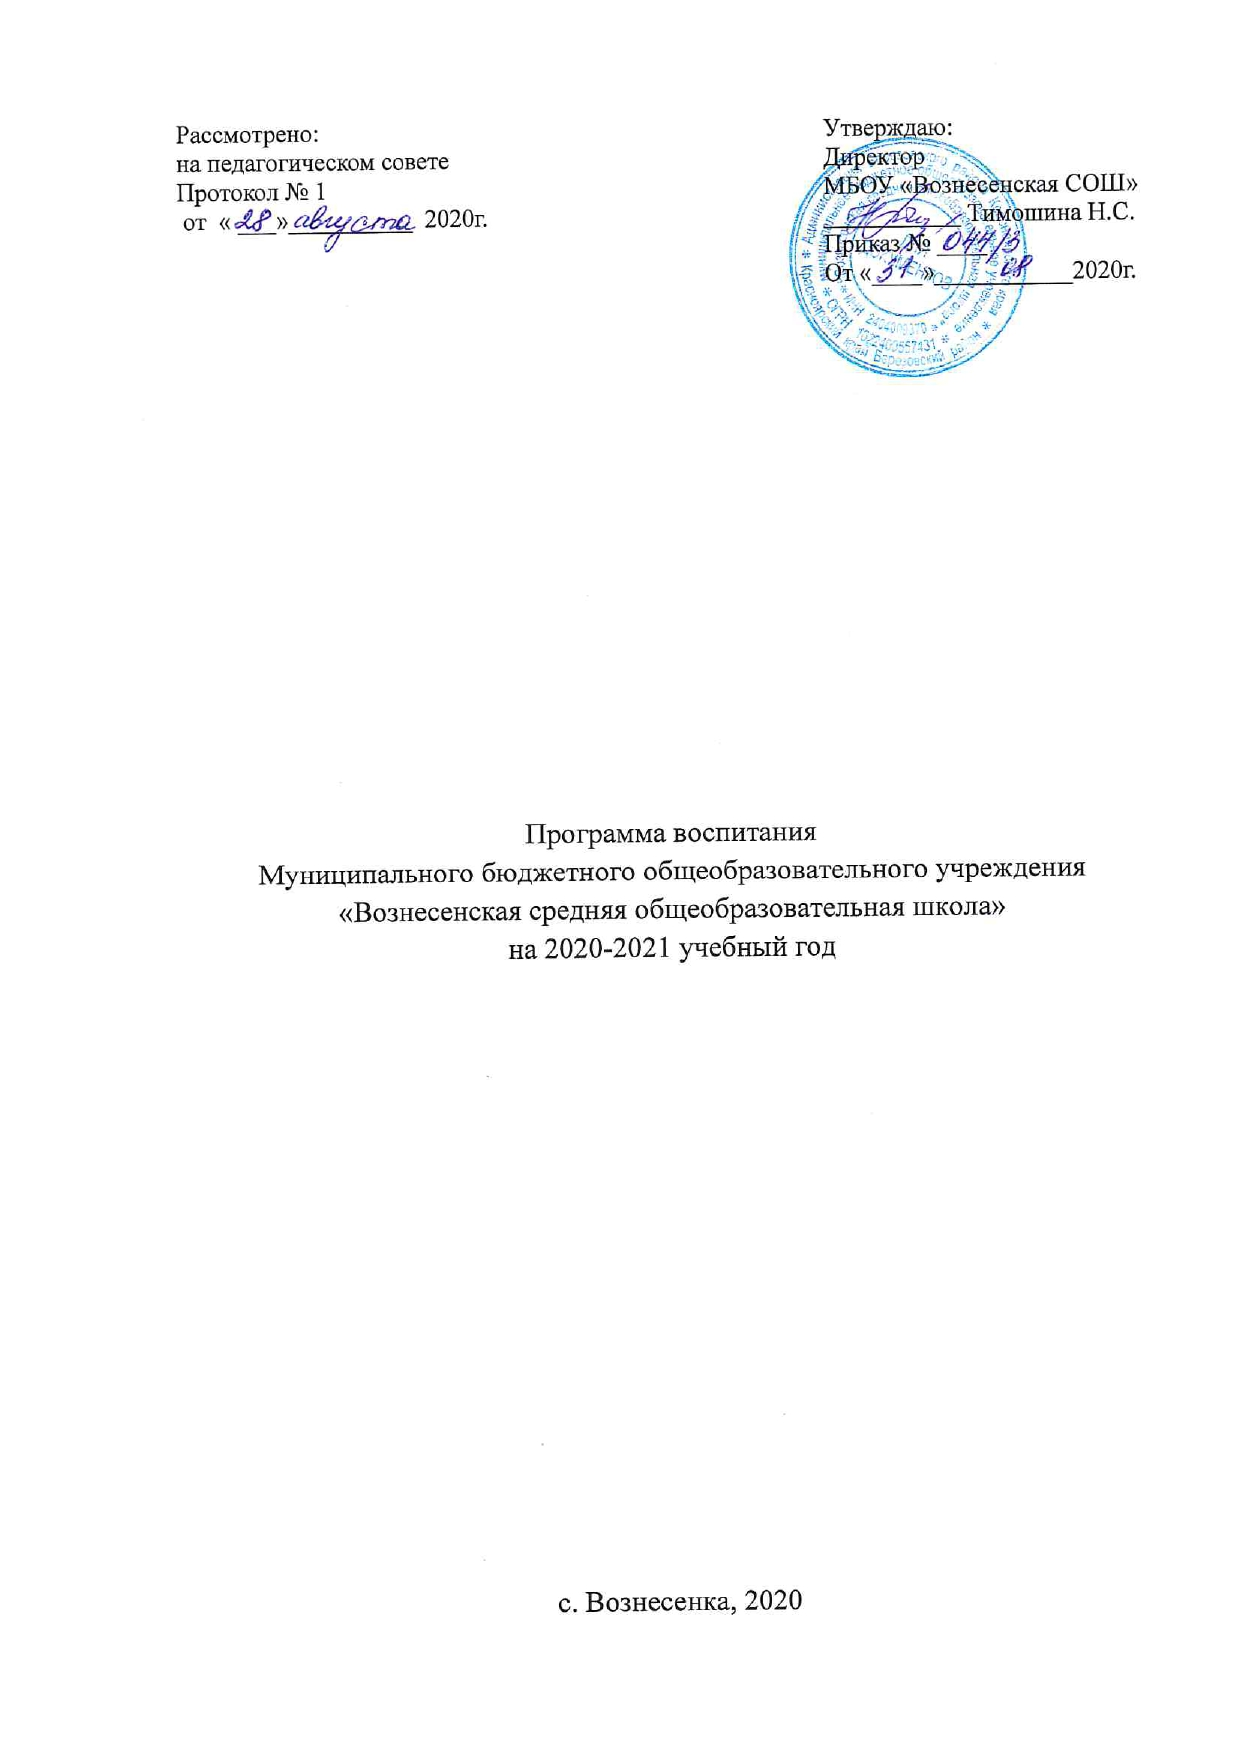 Рассмотрено:
на педагогическом совете
Протокол № 1
от «28» августа 2020г.
Утверждаю:
Директор
МБОУ «Вознесенская СОШ»
Тимошина Н.С.
Приказ № 044/3
От «31» 08 2020г.
Программа воспитания
Муниципального бюджетного общеобразовательного учреждения
«Вознесенская средняя общеобразовательная школа»
на 2020-2021 учебный год
с. Вознесенка, 2020